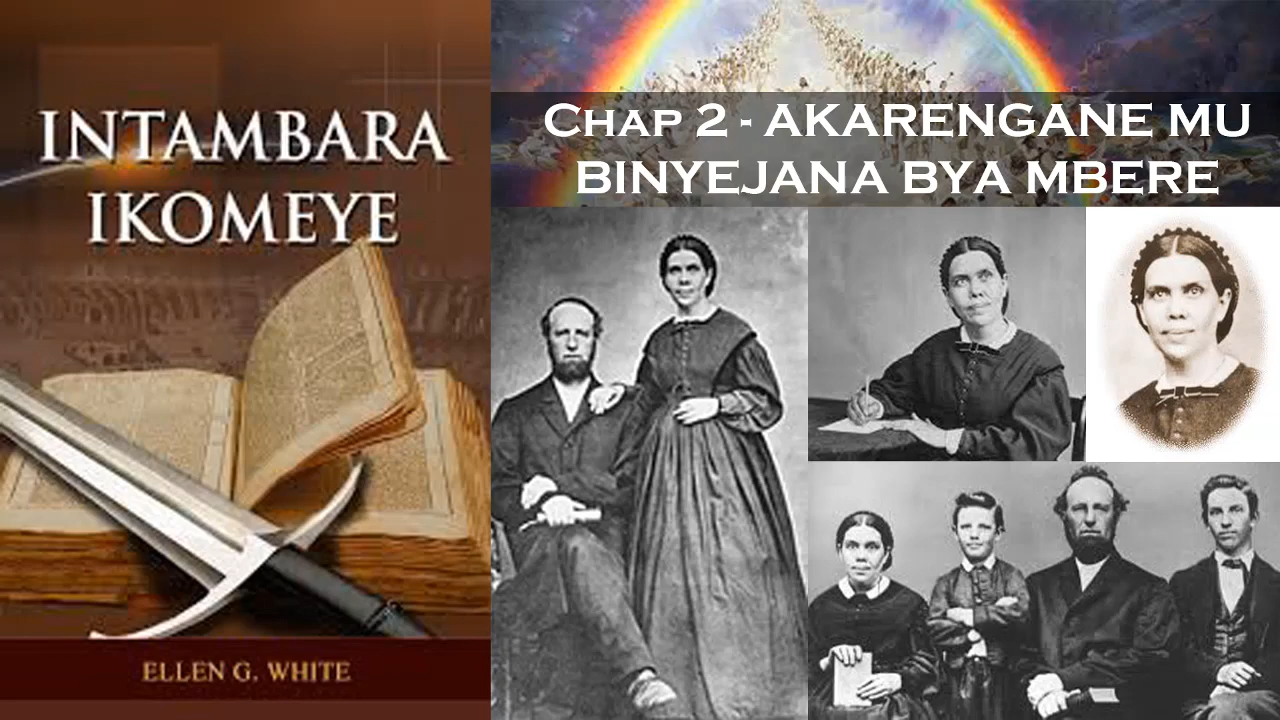 INTAMBARA
IKOMEYE
ELLEN G. WHITE
Chap 2 - AKARENGANE MU
BINYEJANA BYA MBERE